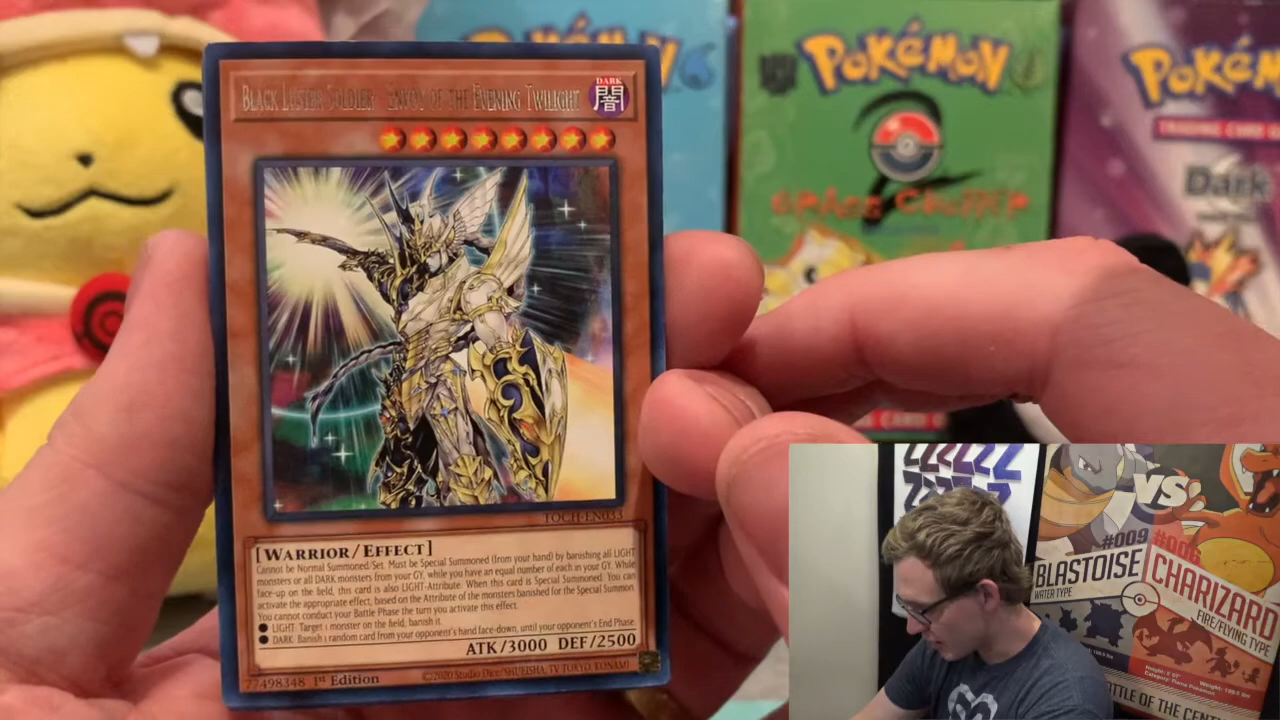 BLACK LUSTER SOLDIER - ENVOY OF THE EVENING TWILIGHT
DARK
闇
TOCH-EN033
[WARRIOR/EFFECT]
Cannot be Normal Summoned/Set. Must be Special Summoned (from your hand) by banishing all LIGHT
monsters or all DARK monsters from your GY, while you have an equal number of each in your GY. While
face-up on the field, this card is also LIGHT-Attribute. When this card is Special Summoned: You can
activate the appropriate effect, based on the Attribute of the monsters banished for the Special Summon.
You cannot conduct your Battle Phase the turn you activate this effect.
● LIGHT: Target 1 monster on the field; banish it.
● DARK: Banish 1 random card from your opponent's hand face-down, until your opponent's End Phase.
ATK/3000 DEF/2500
77498348 1st Edition
©2020 Studio Dice/SHUEISHA, TV TOKYO, KONAMI
POKéMON
POKéM
TRADING CARD
Dark
VS
#009
BLASTOISE
WATER TYPE
#006
CHARIZARD
FIRE/FLYING TYPE